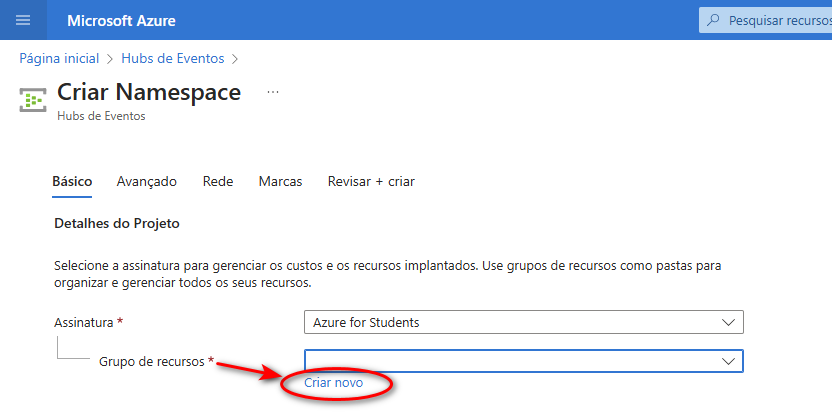 Microsoft Azure
Pesquisar recursos
Página inicial > Hubs de Eventos >
Criar Namespace ...
Hubs de Eventos
Básico Avançado Rede Marcas Revisar + criar
Detalhes do Projeto
Selecione a assinatura para gerenciar os custos e os recursos implantados. Use grupos de recursos como pastas para
organizar e gerenciar todos os seus recursos.
Assinatura *
Azure for Students
Grupo de recursos *
Criar novo